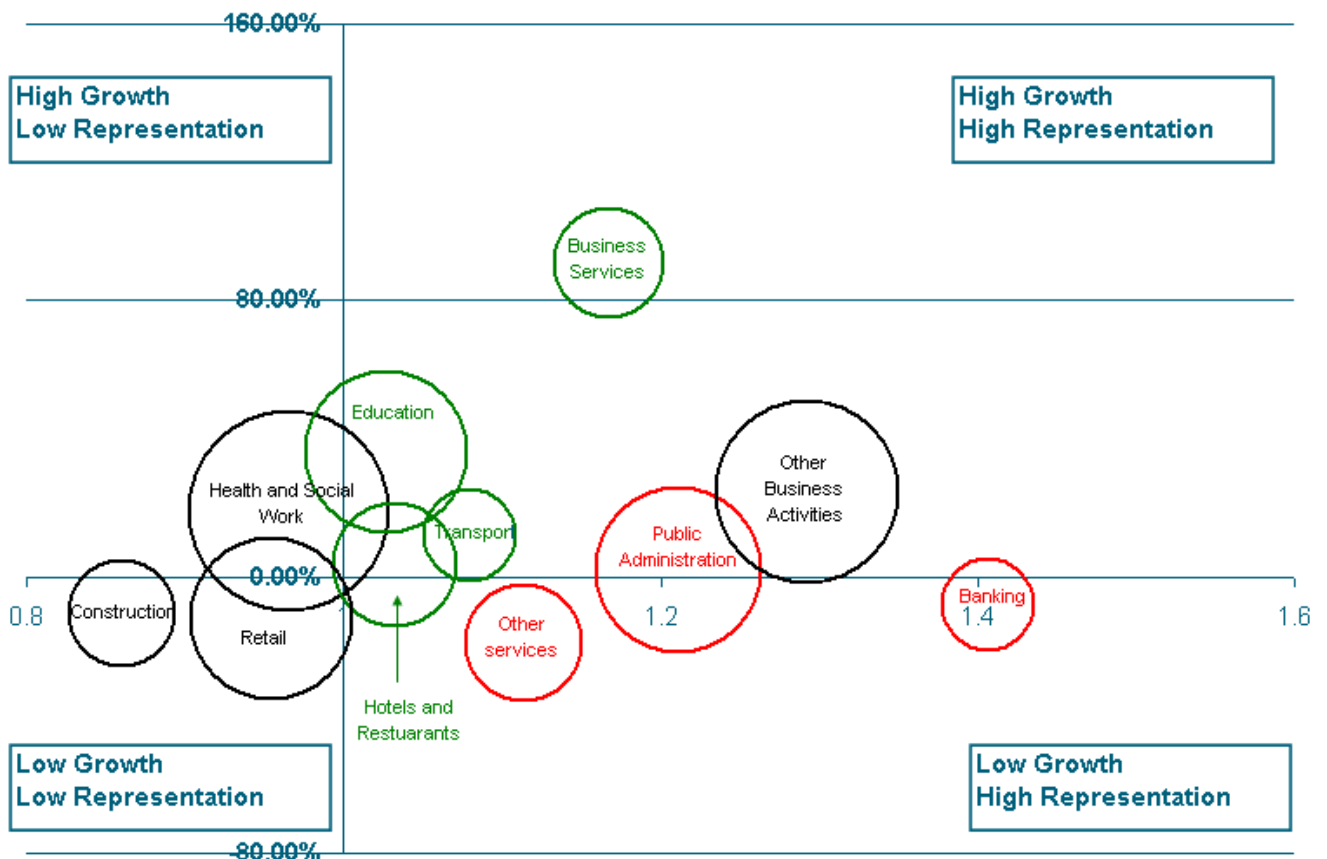 160.00%
High Growth
Low Representation
High Growth
High Representation
Business
Services
80.00%
Education
Other
Business
Activities
Health and Social
Work
Transport
Public
Administration
0.00%
Construction
Banking
0.8
1
1.2
1.4
1.6
Retail
Other
services
Hotels and
Restuarants
Low Growth
Low Representation
Low Growth
High Representation
-80.00%